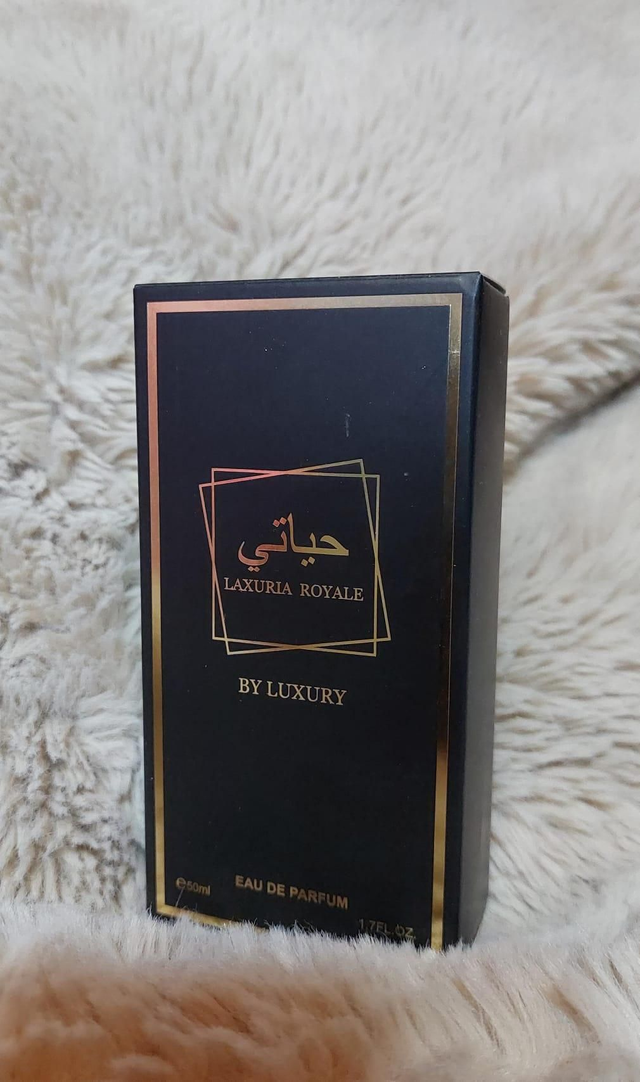 حياتي
LAXURIA ROYALE
BY LUXURY
℮50ml
EAU DE PARFUM
1.7FL.OZ.